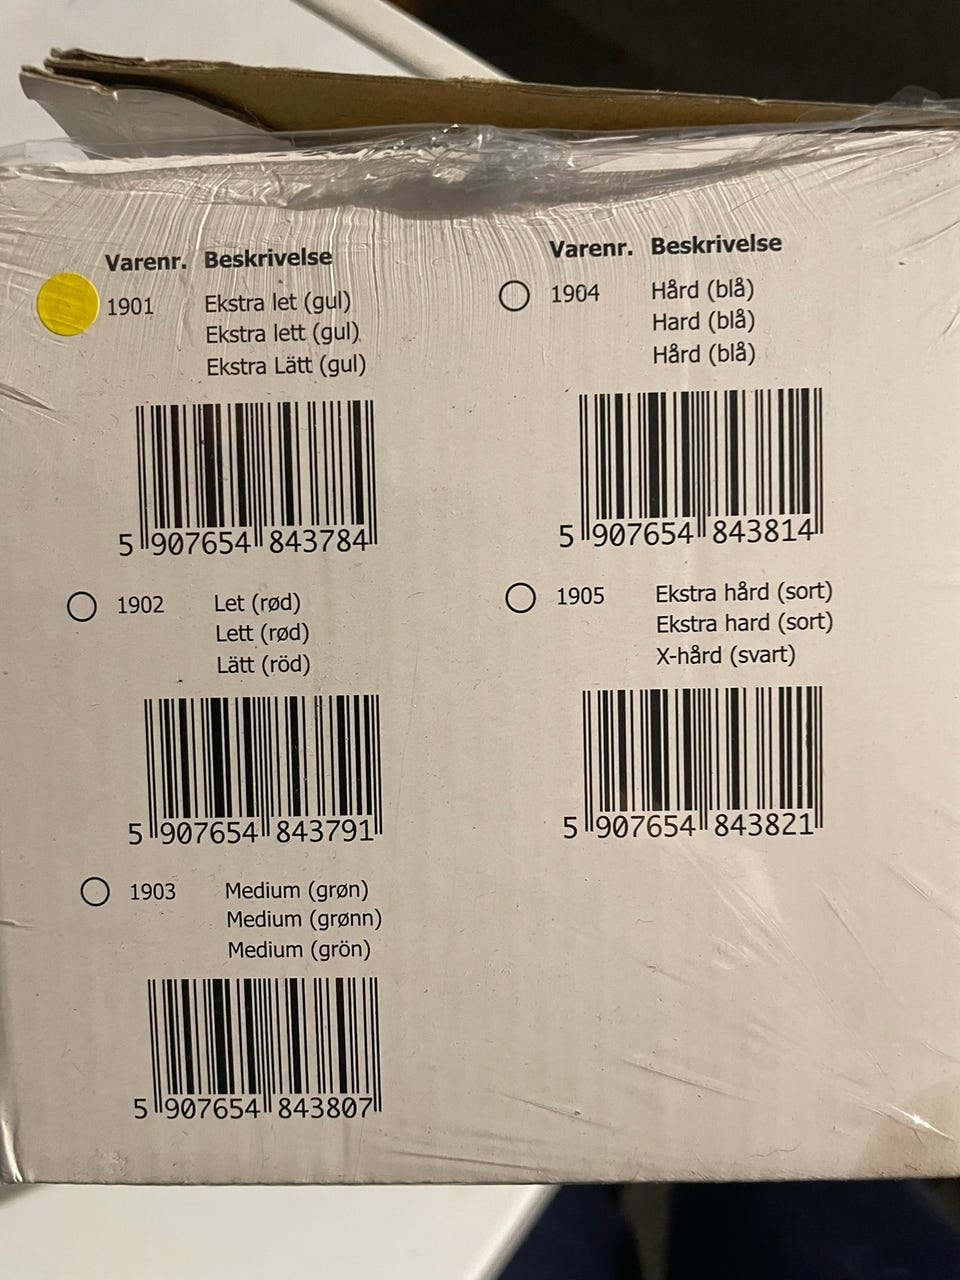 Varenr. Beskrivelse
1901 Ekstra let (gul)
Ekstra lett (gul)
Ekstra Lätt (gul)
5 907654 843784
1902 Let (rød)
Lett (rød)
Lätt (röd)
5 907654 843791
1903 Medium (grøn)
Medium (grønn)
Medium (grön)
5 907654 843807
Varenr. Beskrivelse
1904 Hård (blå)
Hard (blå)
Hård (blå)
5 907654 843814
1905 Ekstra hård (sort)
Ekstra hard (sort)
X-hård (svart)
5 907654 843821